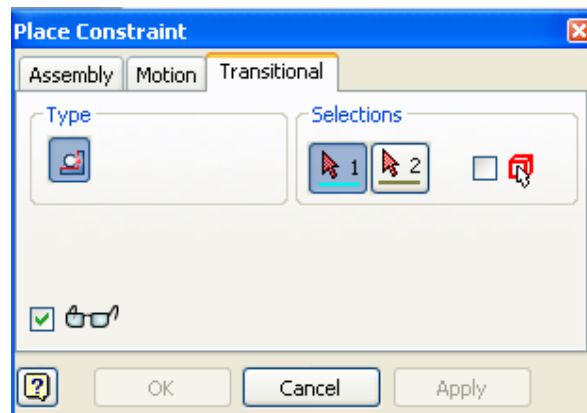 Place Constraint
Assembly Motion Transitional
Type Selections
1 2
OK Cancel Apply